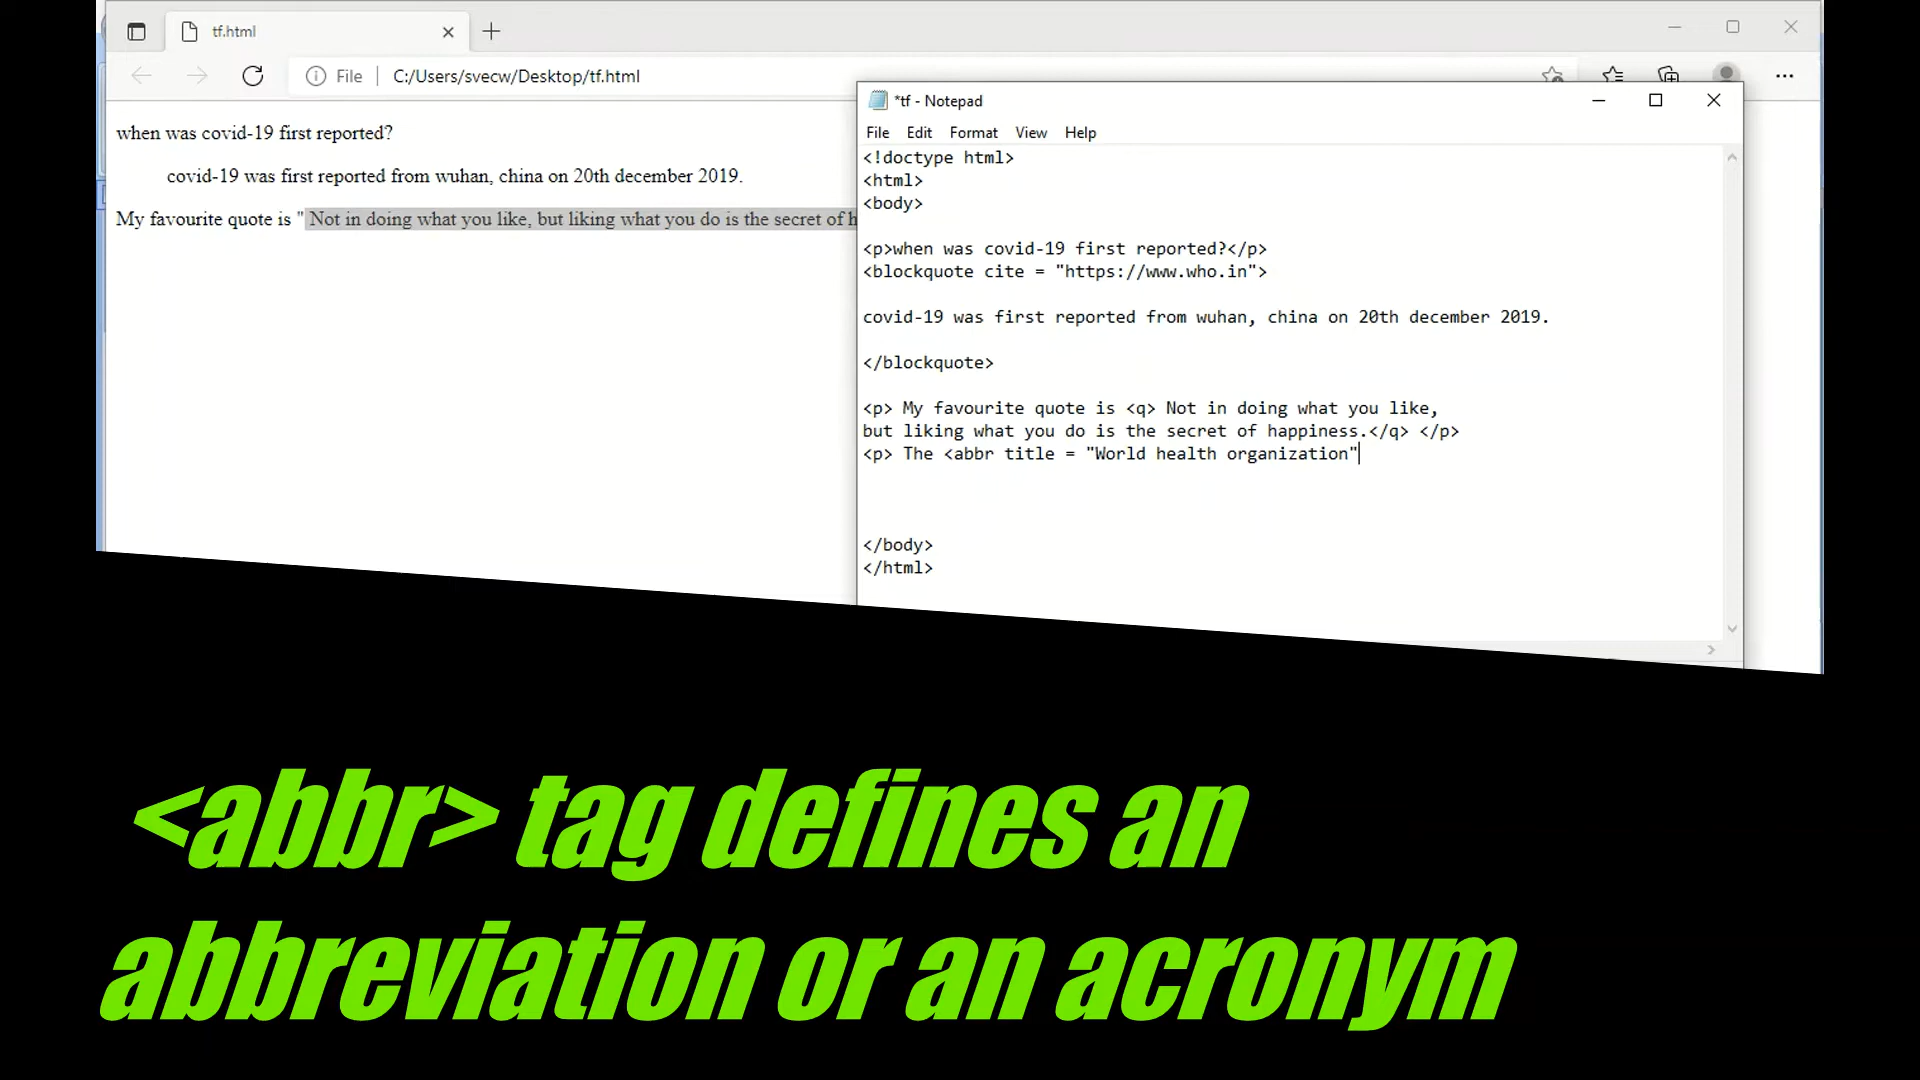 tf.html
File
C:/Users/svecw/Desktop/tf.html
when was covid-19 first reported?
covid-19 was first reported from wuhan, china on 20th december 2019.
My favourite quote is " Not in doing what you like, but liking what you do is the secret of h
*tf - Notepad
File Edit Format View Help
<!doctype html>
<html>
<body>
<p>when was covid-19 first reported?</p>
<blockquote cite = "https://www.who.in">
covid-19 was first reported from wuhan, china on 20th december 2019.
</blockquote>
<p> My favourite quote is <q> Not in doing what you like,
but liking what you do is the secret of happiness.</q> </p>
<p> The <abbr title = "World health organization"
</body>
</html>
<abbr> tag defines an
abbreviation or an acronym